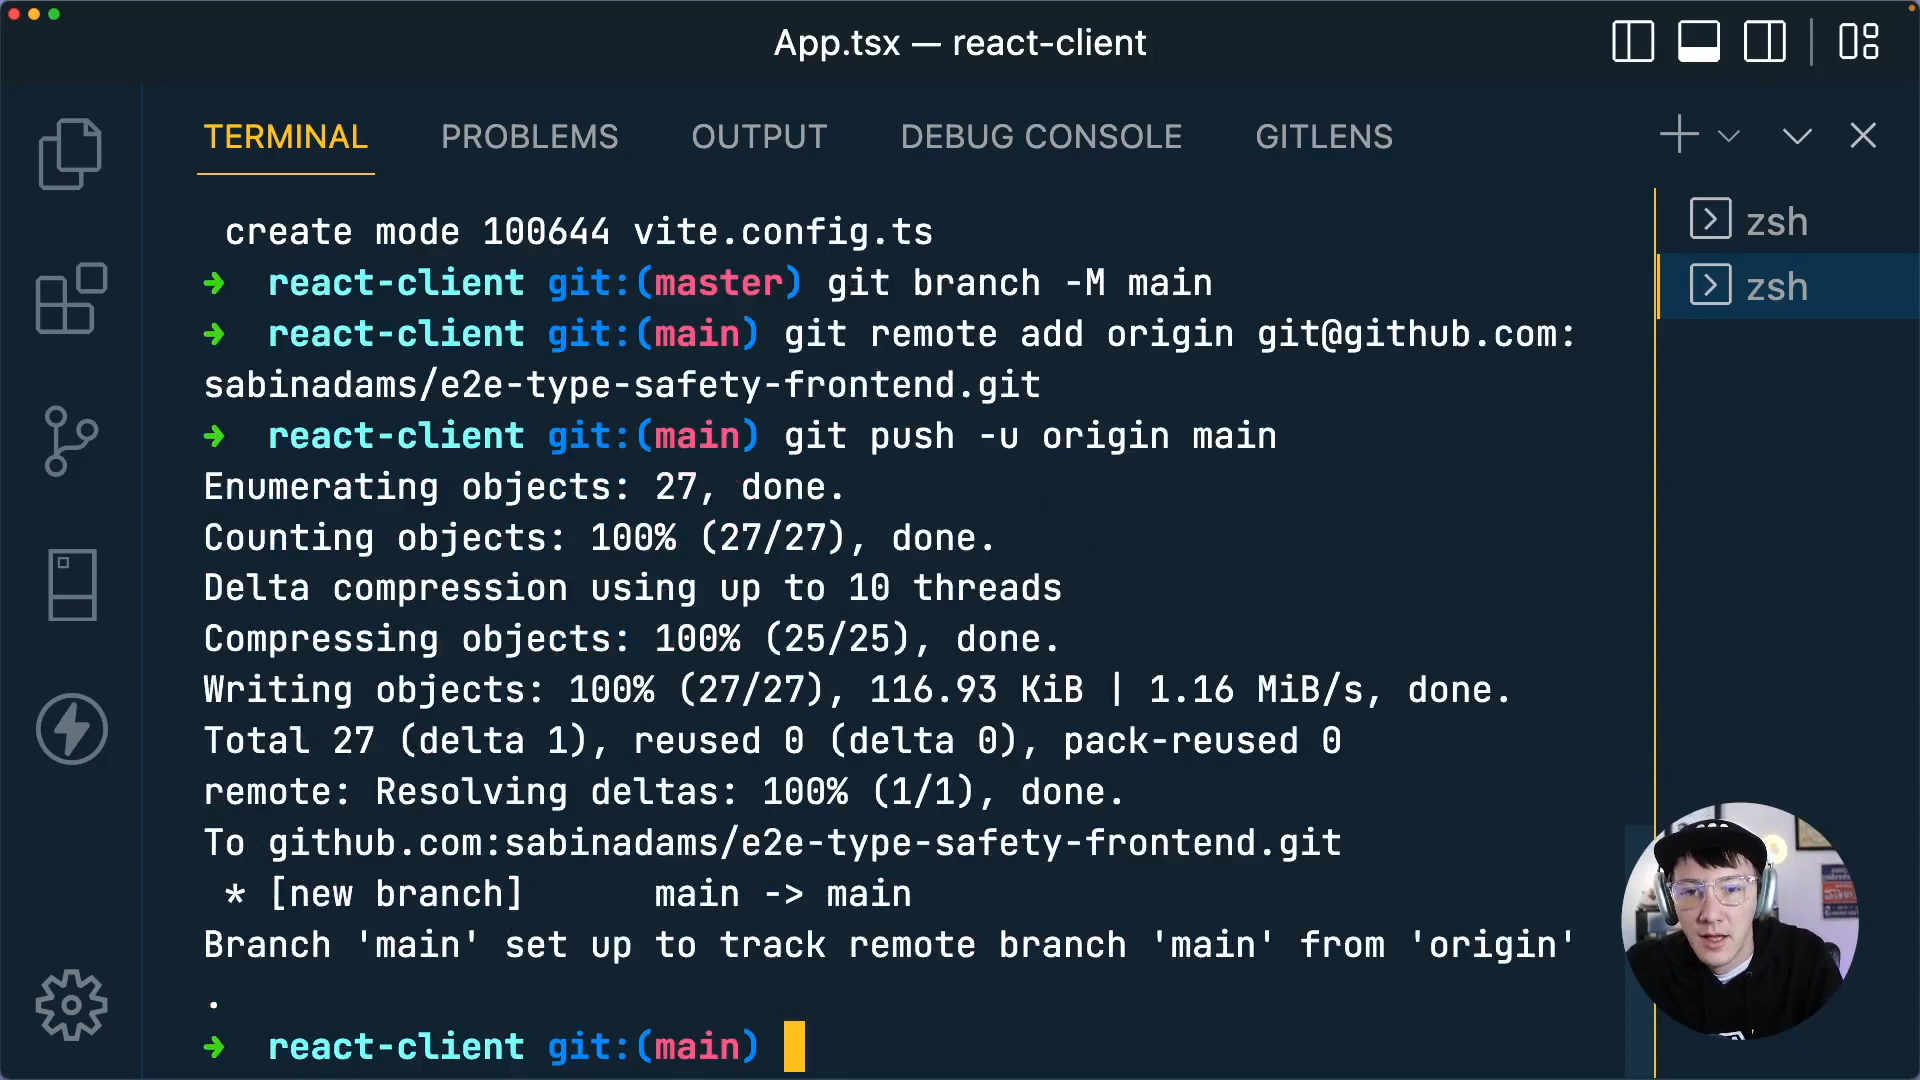 App.tsx — react-client
TERMINAL PROBLEMS OUTPUT DEBUG CONSOLE GITLENS
zsh
zsh
create mode 100644 vite.config.ts
➜ react-client git:(master) git branch -M main
➜ react-client git:(main) git remote add origin git@github.com:
sabinadams/e2e-type-safety-frontend.git
➜ react-client git:(main) git push -u origin main
Enumerating objects: 27, done.
Counting objects: 100% (27/27), done.
Delta compression using up to 10 threads
Compressing objects: 100% (25/25), done.
Writing objects: 100% (27/27), 116.93 KiB | 1.16 MiB/s, done.
Total 27 (delta 1), reused 0 (delta 0), pack-reused 0
remote: Resolving deltas: 100% (1/1), done.
To github.com:sabinadams/e2e-type-safety-frontend.git
* [new branch] main -> main
Branch 'main' set up to track remote branch 'main' from 'origin'
.
➜ react-client git:(main)